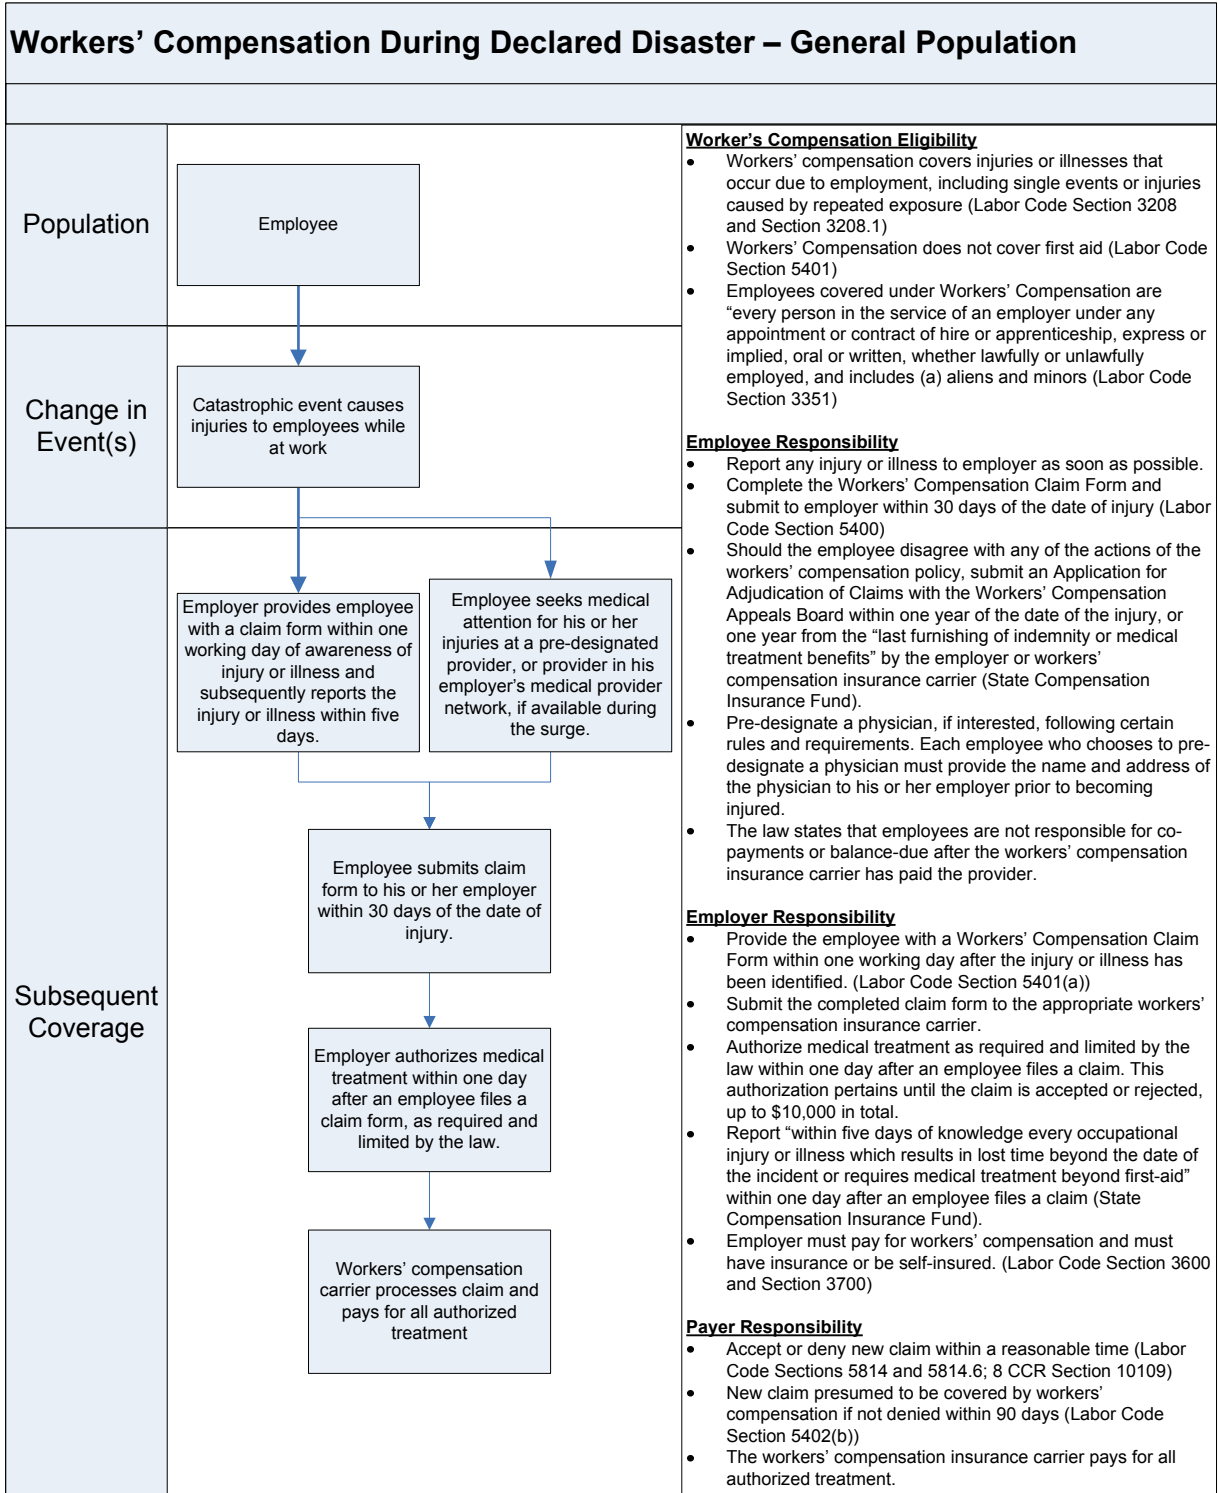 Workers’ Compensation During Declared Disaster – General Population
Population
Employee
Change in
Event(s)
Catastrophic event causes
injuries to employees while
at work
Subsequent
Coverage
Employer provides employee
with a claim form within one
working day of awareness of
injury or illness and
subsequently reports the
injury or illness within five
days.
Employee seeks medical
attention for his or her
injuries at a pre-designated
provider, or provider in his
employer’s medical provider
network, if available during
the surge.
Employee submits claim
form to his or her employer
within 30 days of the date of
injury.
Employer authorizes medical
treatment within one day
after an employee files a
claim form, as required and
limited by the law.
Workers’ compensation
carrier processes claim and
pays for all authorized
treatment
Worker’s Compensation Eligibility
• Workers’ compensation covers injuries or illnesses that
occur due to employment, including single events or injuries
caused by repeated exposure (Labor Code Section 3208
and Section 3208.1)
• Workers’ Compensation does not cover first aid (Labor Code
Section 5401)
• Employees covered under Workers’ Compensation are
“every person in the service of an employer under any
appointment or contract of hire or apprenticeship, express or
implied, oral or written, whether lawfully or unlawfully
employed, and includes (a) aliens and minors (Labor Code
Section 3351)
Employee Responsibility
• Report any injury or illness to employer as soon as possible.
• Complete the Workers’ Compensation Claim Form and
submit to employer within 30 days of the date of injury (Labor
Code Section 5400)
• Should the employee disagree with any of the actions of the
workers’ compensation policy, submit an Application for
Adjudication of Claims with the Workers’ Compensation
Appeals Board within one year of the date of the injury, or
one year from the “last furnishing of indemnity or medical
treatment benefits” by the employer or workers’
compensation insurance carrier (State Compensation
Insurance Fund).
• Pre-designate a physician, if interested, following certain
rules and requirements. Each employee who chooses to pre-
designate a physician must provide the name and address of
the physician to his or her employer prior to becoming
injured.
• The law states that employees are not responsible for co-
payments or balance-due after the workers’ compensation
insurance carrier has paid the provider.
Employer Responsibility
• Provide the employee with a Workers’ Compensation Claim
Form within one working day after the injury or illness has
been identified. (Labor Code Section 5401(a))
• Submit the completed claim form to the appropriate workers’
compensation insurance carrier.
• Authorize medical treatment as required and limited by the
law within one day after an employee files a claim. This
authorization pertains until the claim is accepted or rejected,
up to $10,000 in total.
• Report “within five days of knowledge every occupational
injury or illness which results in lost time beyond the date of
the incident or requires medical treatment beyond first-aid”
within one day after an employee files a claim (State
Compensation Insurance Fund).
• Employer must pay for workers’ compensation and must
have insurance or be self-insured. (Labor Code Section 3600
and Section 3700)
Payer Responsibility
• Accept or deny new claim within a reasonable time (Labor
Code Sections 5814 and 5814.6; 8 CCR Section 10109)
• New claim presumed to be covered by workers’
compensation if not denied within 90 days (Labor Code
Section 5402(b))
• The workers’ compensation insurance carrier pays for all
authorized treatment.